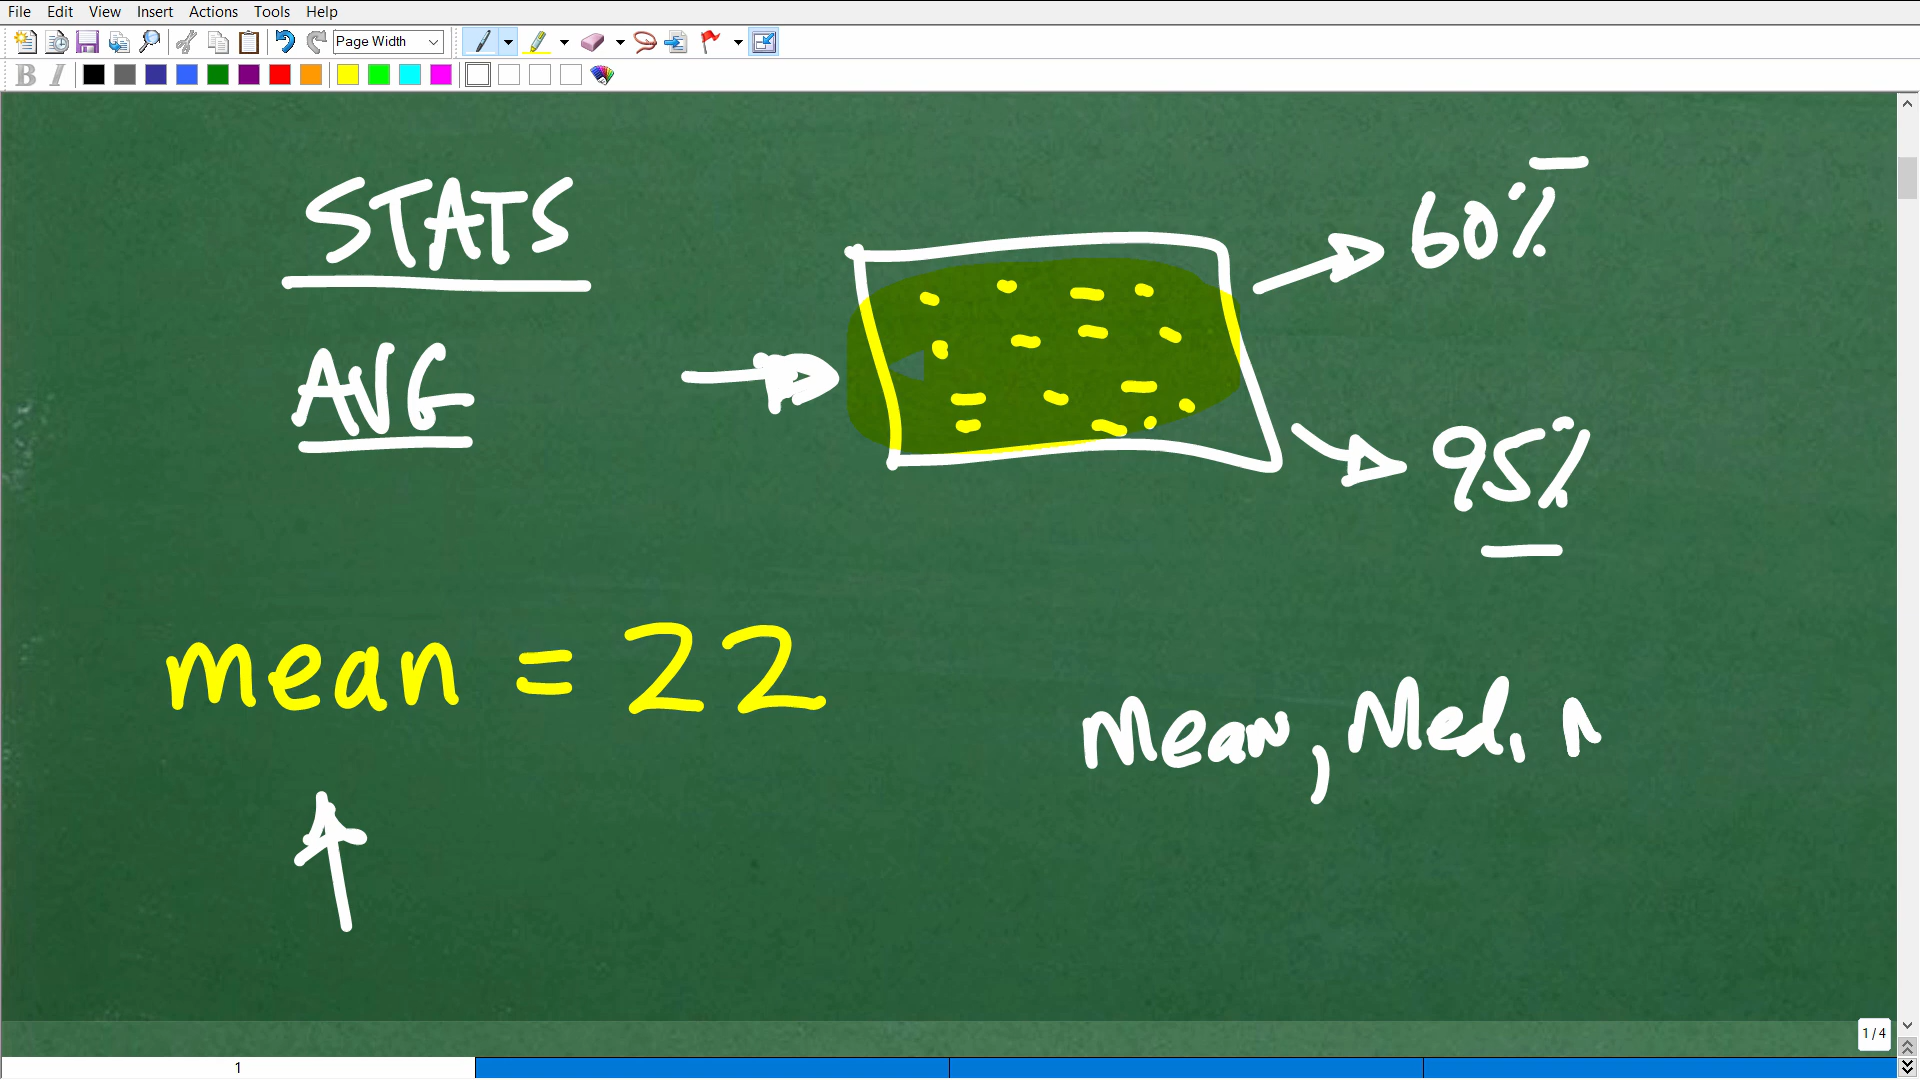 File Edit View Insert Actions Tools Help
Page Width
B I
STATS
60%
AVG
95%
mean = 22
Mean, Med,
1 / 4
1